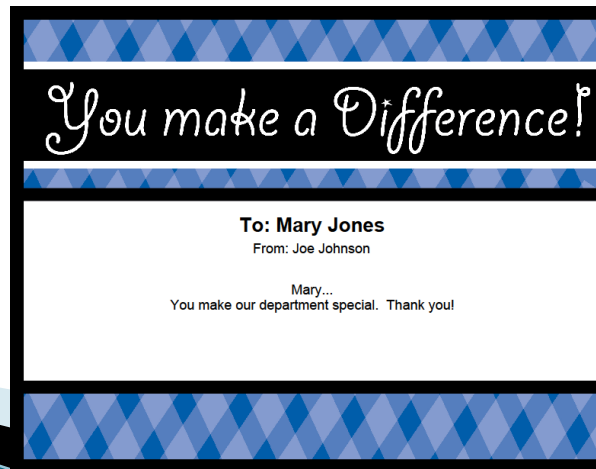 You make a Difference!
To: Mary Jones
From: Joe Johnson
Mary...
You make our department special.  Thank you!